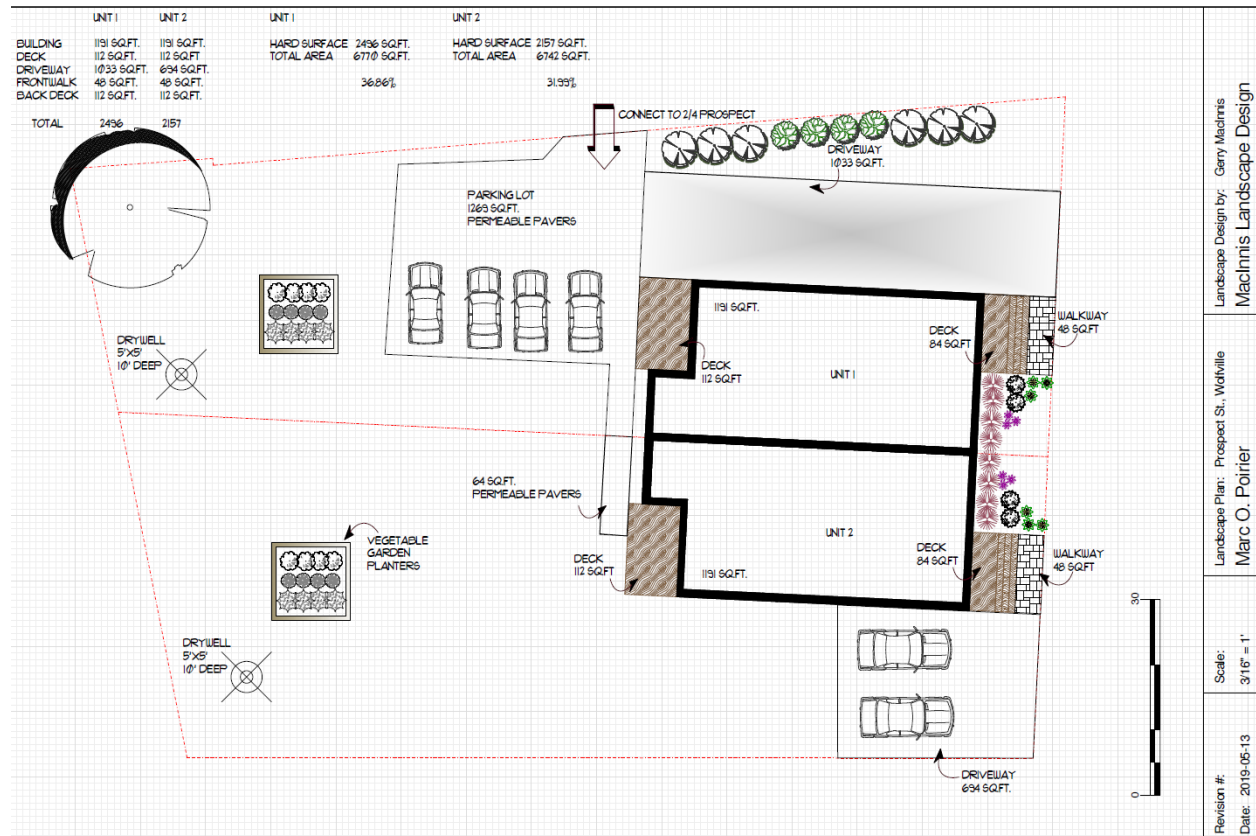 UNIT 1 UNIT 2 UNIT 1 UNIT 2
BUILDING 1191 SQ.FT. 1191 SQ.FT. HARD SURFACE 2496 SQ.FT. HARD SURFACE 2157 SQ.FT.
DECK 112 SQ.FT. 112 SQ.FT TOTAL AREA 6770 SQ.FT. TOTAL AREA 6742 SQ.FT.
DRIVEWAY 1033 SQ.FT. 694 SQ.FT.
FRONTWALK 48 SQ.FT. 48 SQ.FT. 36.86% 31.99%
BACK DECK 112 SQ.FT. 112 SQ.FT.
TOTAL 2496 2157
CONNECT TO 2/4 PROSPECT
DRIVEWAY
1033 SQ.FT.
PARKING LOT
1269 SQ.FT.
PERMEABLE PAVERS
1191 SQ.FT.
WALKWAY
48 SQ.FT
DECK
84 SQ.FT
DRYWELL
5'X5'
10' DEEP
DECK
112 SQ.FT
UNIT 1
64 SQ.FT.
PERMEABLE PAVERS
UNIT 2
VEGETABLE
GARDEN
PLANTERS
DECK
112 SQ.FT
1191 SQ.FT.
DECK
84 SQ.FT
WALKWAY
48 SQ.FT
DRYWELL
5'X5'
10' DEEP
DRIVEWAY
694 SQ.FT.
30
0
Landscape Design by: Gerry MacInnis
MacInnis Landscape Design
Landscape Plan: Prospect St., Wolfville
Marc O. Poirier
Scale:
3/16" = 1'
Revision #:
Date: 2019-05-13